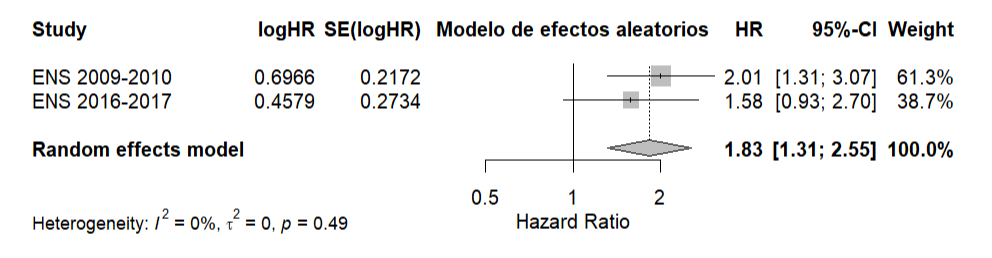 Study logHR SE(logHR) Modelo de efectos aleatorios HR 95%-CI Weight
ENS 2009-2010 0.6966 0.2172 2.01 [1.31; 3.07] 61.3%
ENS 2016-2017 0.4579 0.2734 1.58 [0.93; 2.70] 38.7%
Random effects model 1.83 [1.31; 2.55] 100.0%
0.5 1 2
Heterogeneity: I² = 0%, τ² = 0, p = 0.49
Hazard Ratio